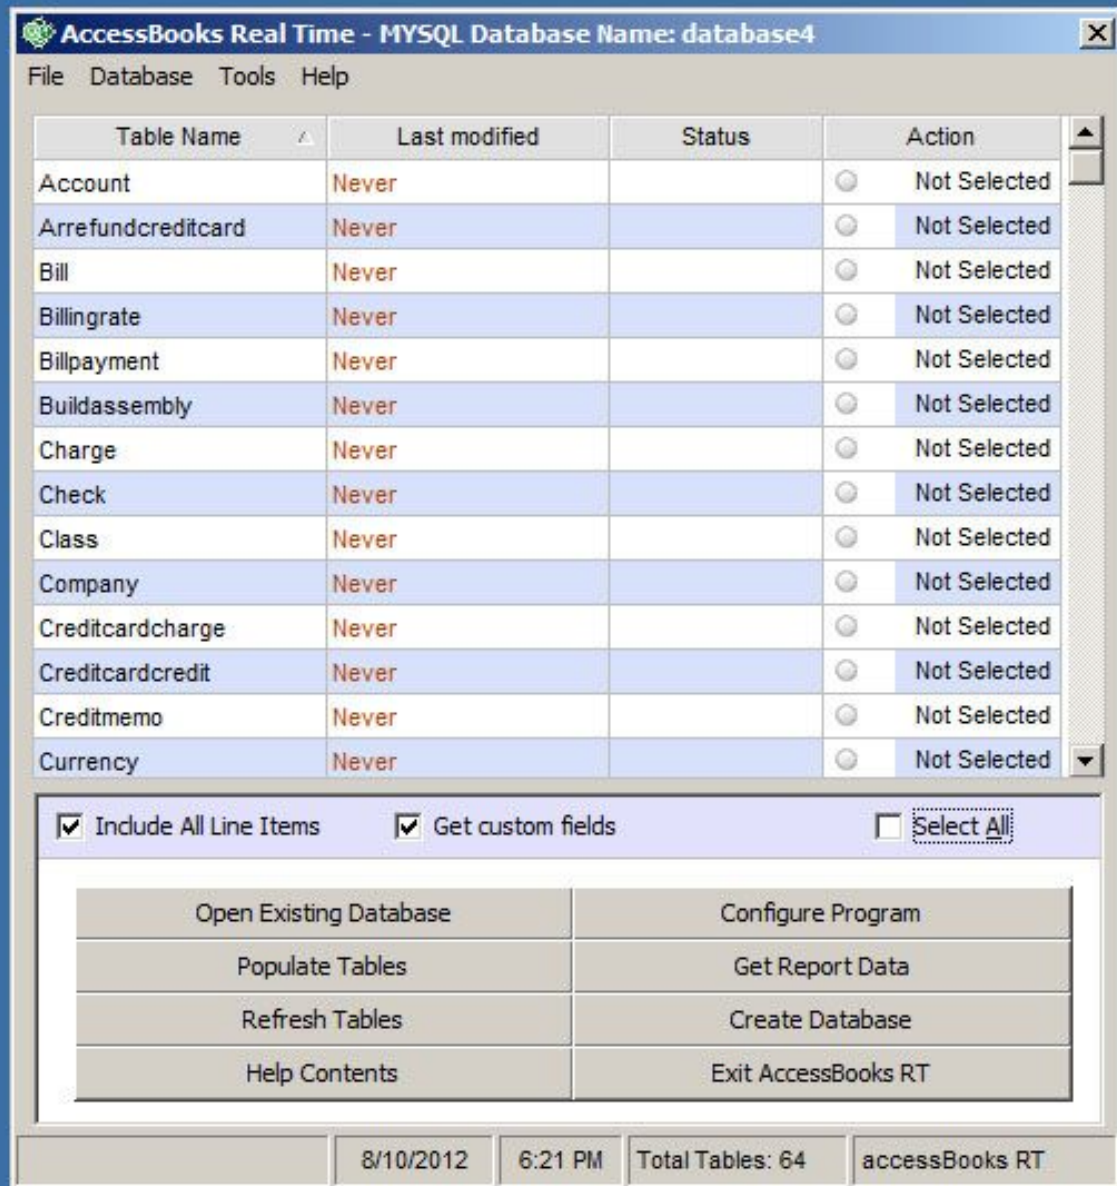 AccessBooks Real Time - MYSQL Database Name: database4
File Database Tools Help
Table Name Last modified Status Action
Account Never Not Selected
Arrefundcreditcard Never Not Selected
Bill Never Not Selected
Billingrate Never Not Selected
Billpayment Never Not Selected
Buildassembly Never Not Selected
Charge Never Not Selected
Check Never Not Selected
Class Never Not Selected
Company Never Not Selected
Creditcardcharge Never Not Selected
Creditcardcredit Never Not Selected
Creditmemo Never Not Selected
Currency Never Not Selected
Include All Line Items Get custom fields Select All
Open Existing Database Configure Program
Populate Tables Get Report Data
Refresh Tables Create Database
Help Contents Exit AccessBooks RT
8/10/2012 6:21 PM Total Tables: 64 accessBooks RT